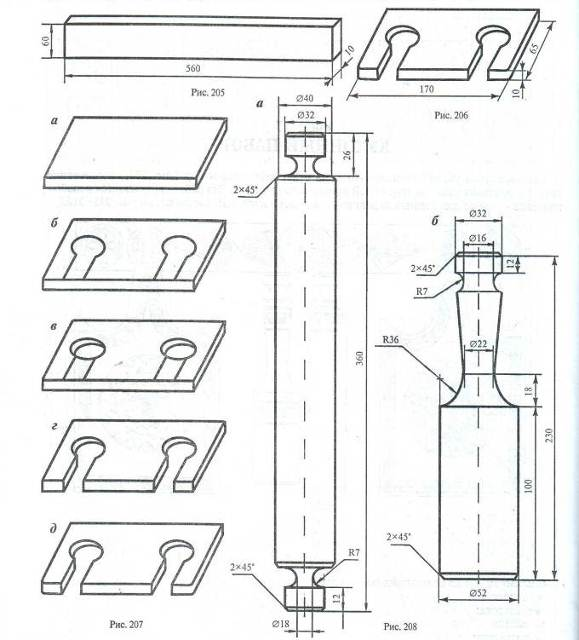 60
560
10
Рис. 205
170
65
10
Рис. 206
а
б
в
г
д
Рис. 207
а
Ø40
Ø32
26
2×45°
360
2×45°
R7
12
Ø18
б
Ø32
Ø16
2×45°
12
R7
R36
Ø22
18
230
100
2×45°
Ø52
Рис. 208